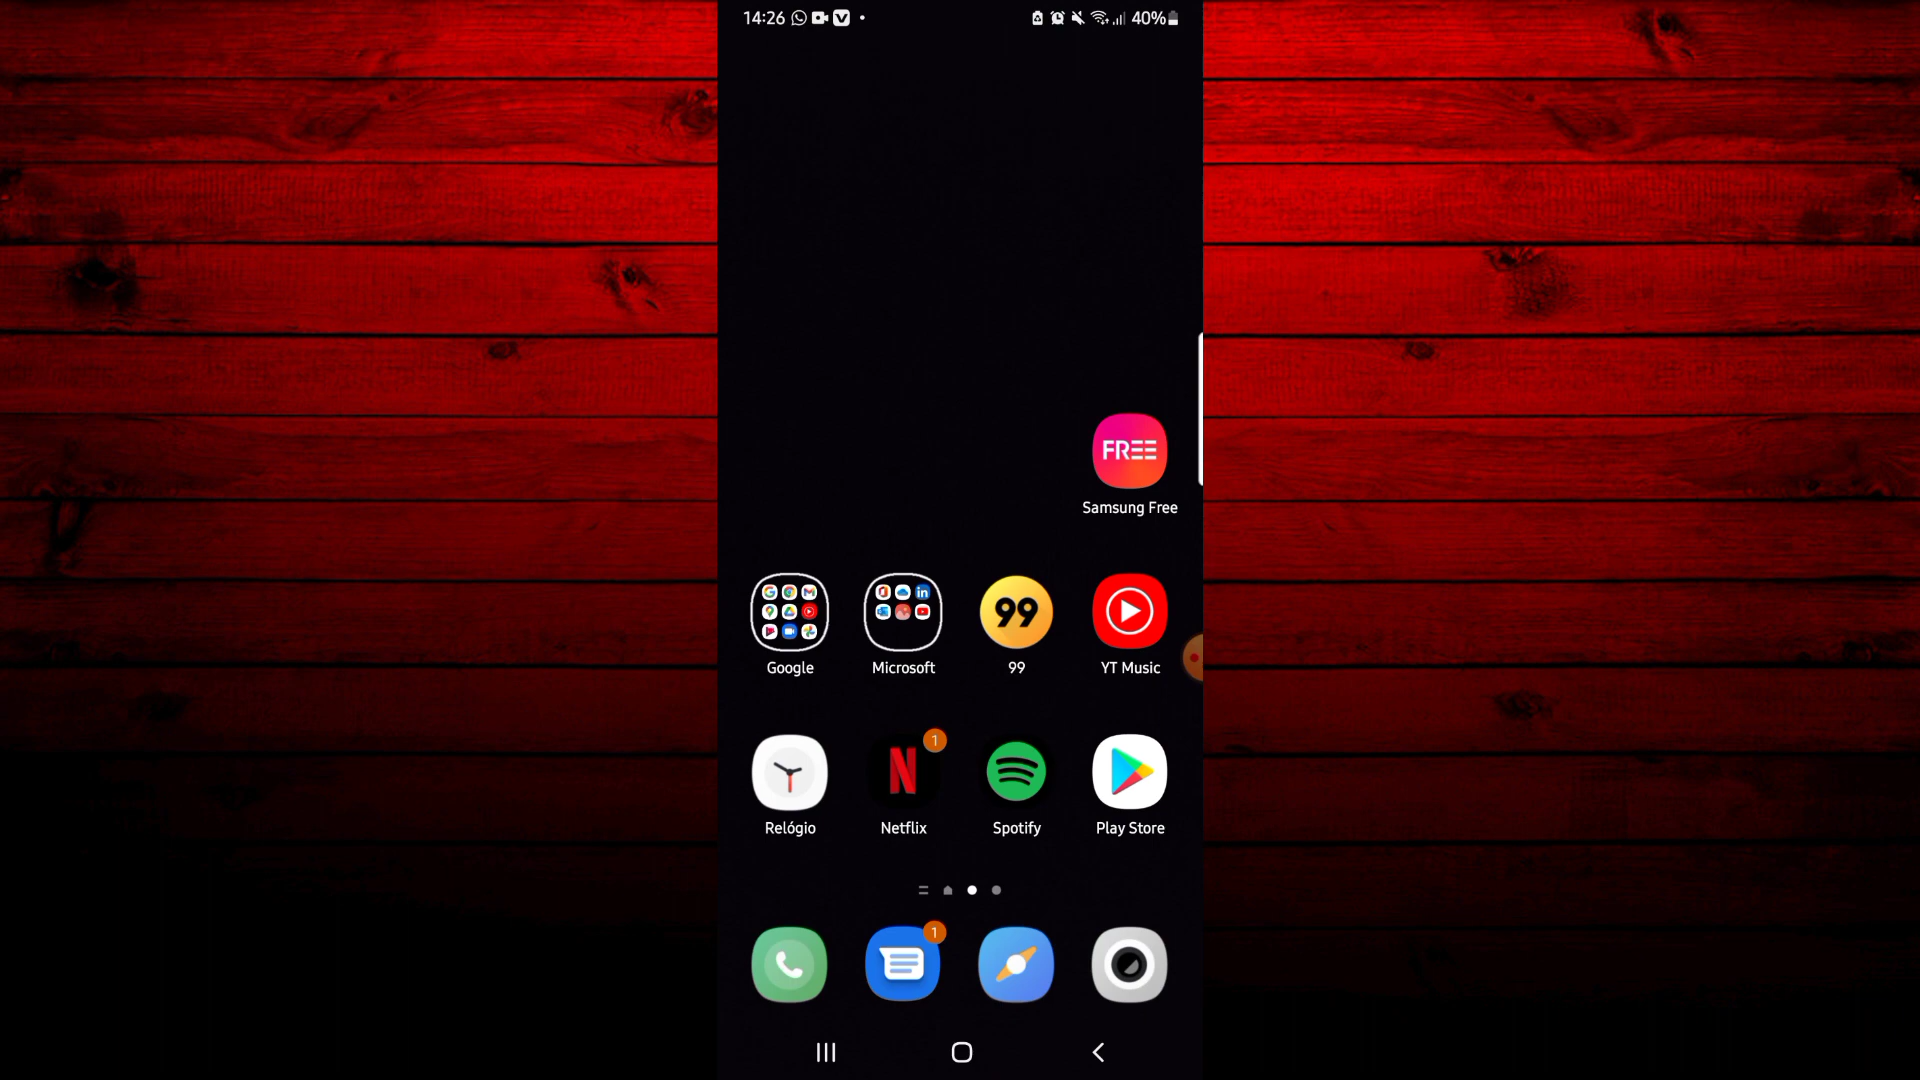 14:26
40%
FREE
Samsung Free
in
99
Google
Microsoft
99
YT Music
1
N
Relógio
Netflix
Spotify
Play Store
1